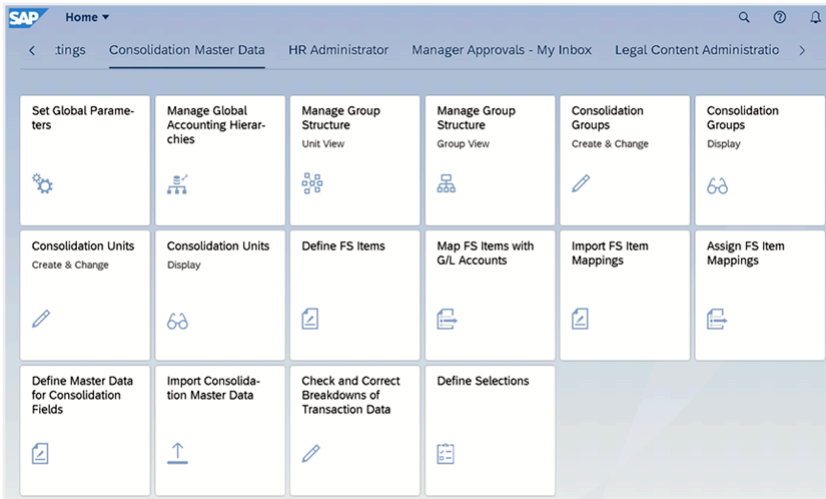 SAP
Home
tings
Consolidation Master Data
HR Administrator
Manager Approvals - My Inbox
Legal Content Administratio
Set Global Parame-
ters
Manage Global
Accounting Hierar-
chies
Manage Group
Structure
Unit View
Manage Group
Structure
Group View
Consolidation
Groups
Create & Change
Consolidation
Groups
Display
Consolidation Units
Create & Change
Consolidation Units
Display
Define FS Items
Map FS Items with
G/L Accounts
Import FS Item
Mappings
Assign FS Item
Mappings
Define Master Data
for Consolidation
Fields
Import Consolida-
tion Master Data
Check and Correct
Breakdowns of
Transaction Data
Define Selections